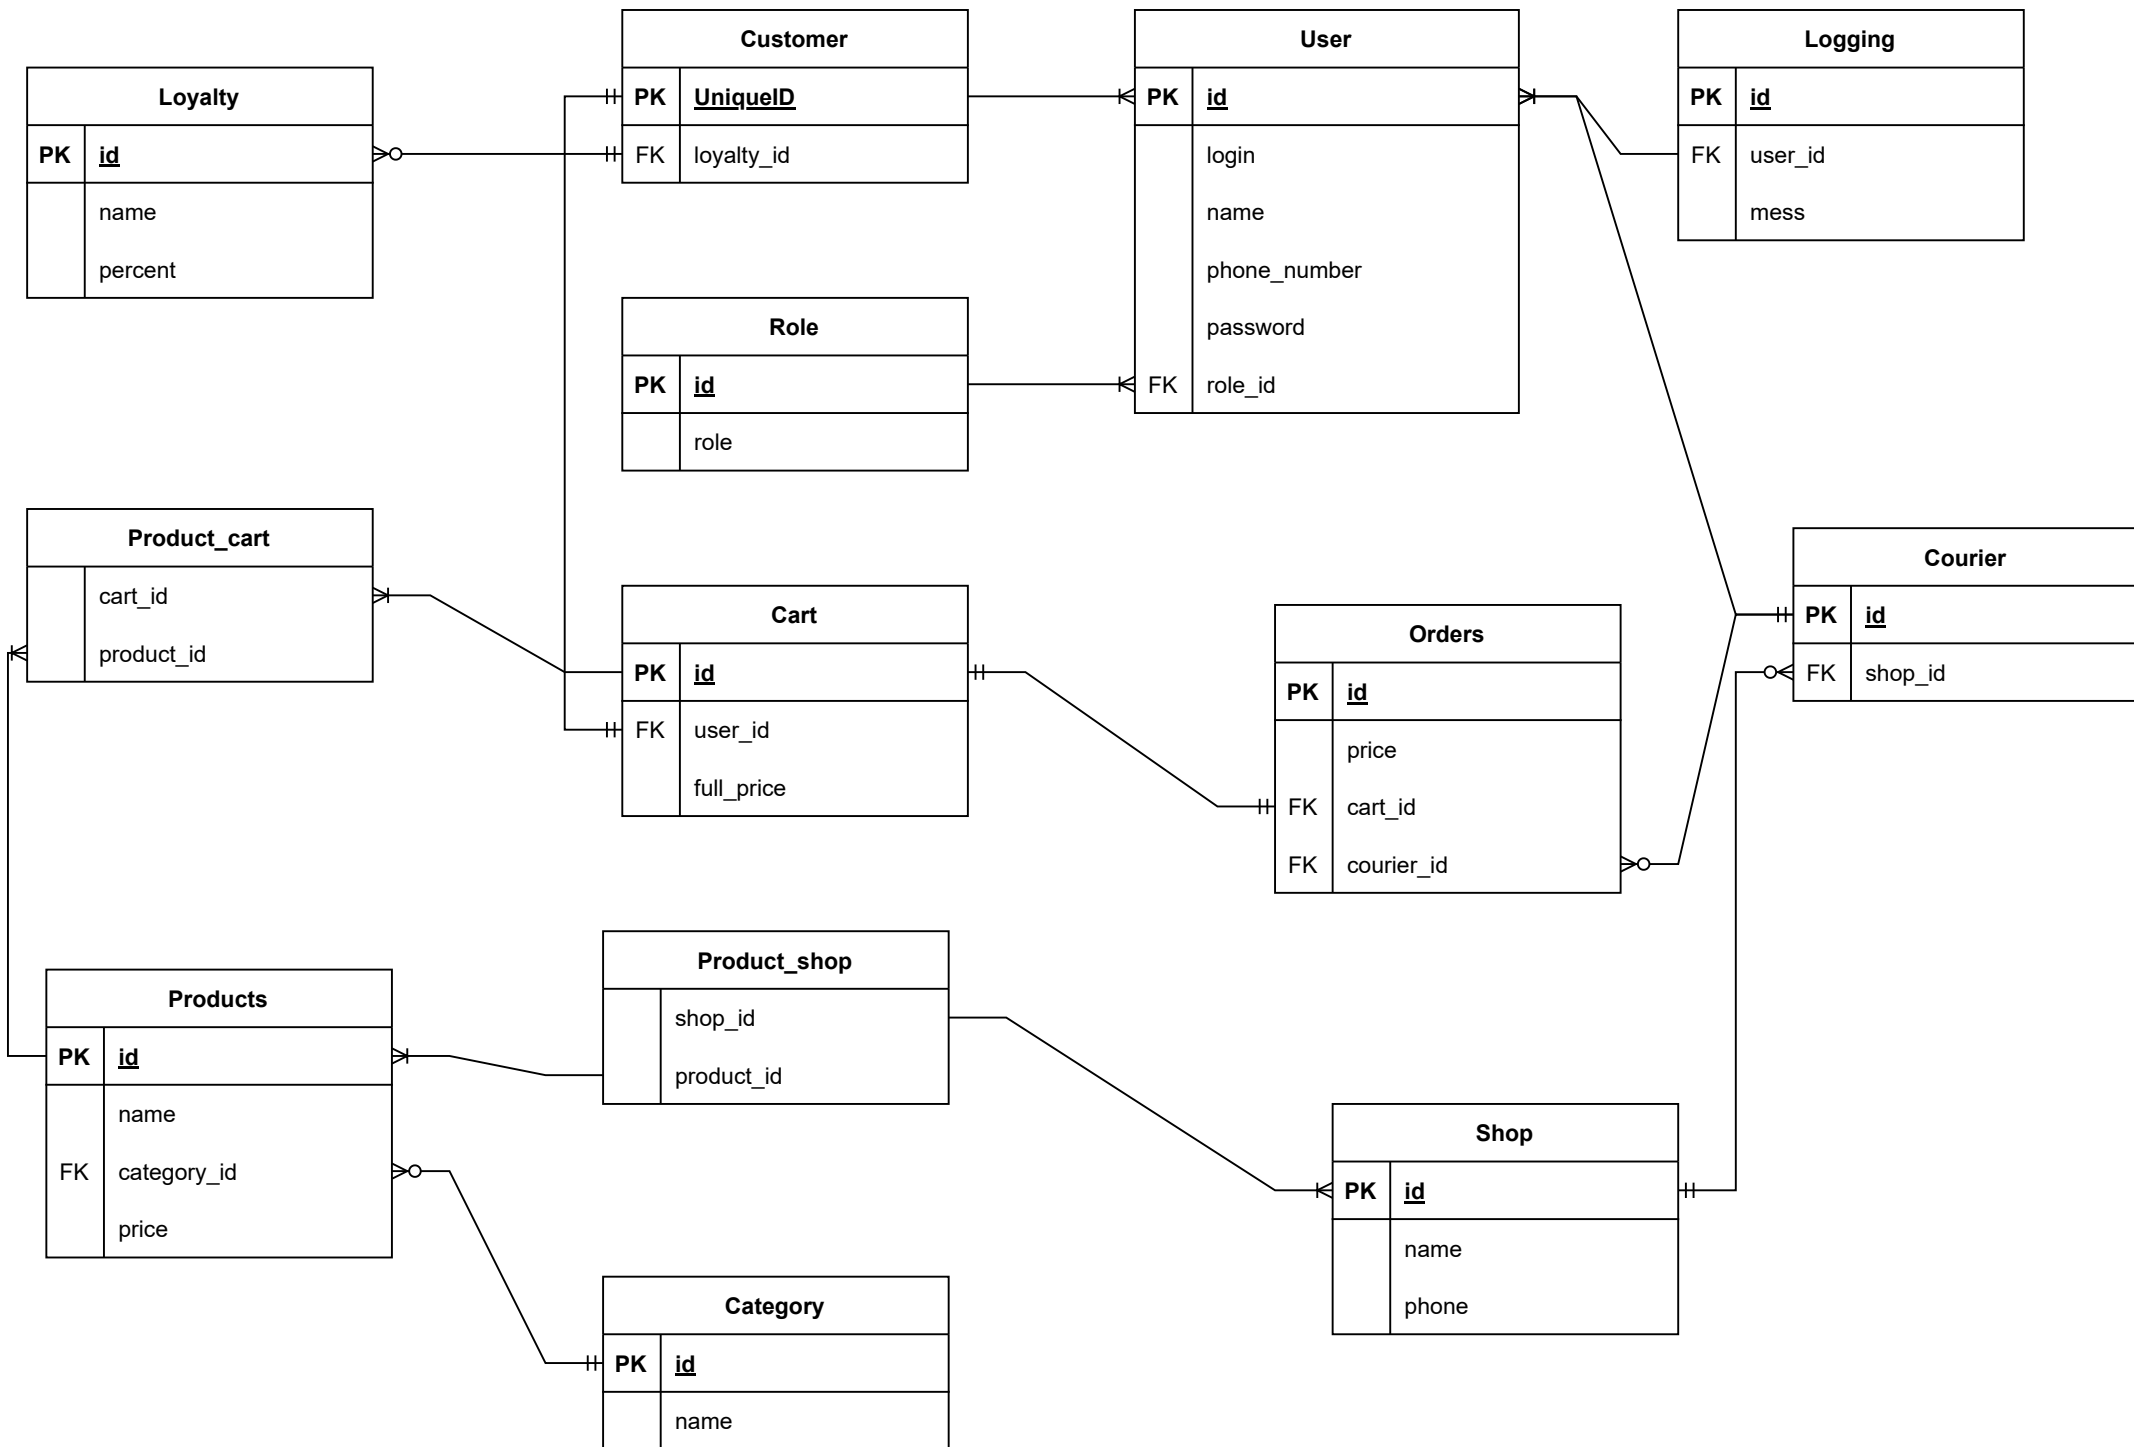 Customer
PK UniqueID
FK loyalty_id
User
PK id
login
name
phone_number
password
FK role_id
Logging
PK id
FK user_id
mess
Loyalty
PK id
name
percent
Role
PK id
role
Product_cart
cart_id
product_id
Cart
PK id
FK user_id
full_price
Orders
PK id
price
FK cart_id
FK courier_id
Courier
PK id
FK shop_id
Product_shop
shop_id
product_id
Products
PK id
name
FK category_id
price
Shop
PK id
name
phone
Category
PK id
name